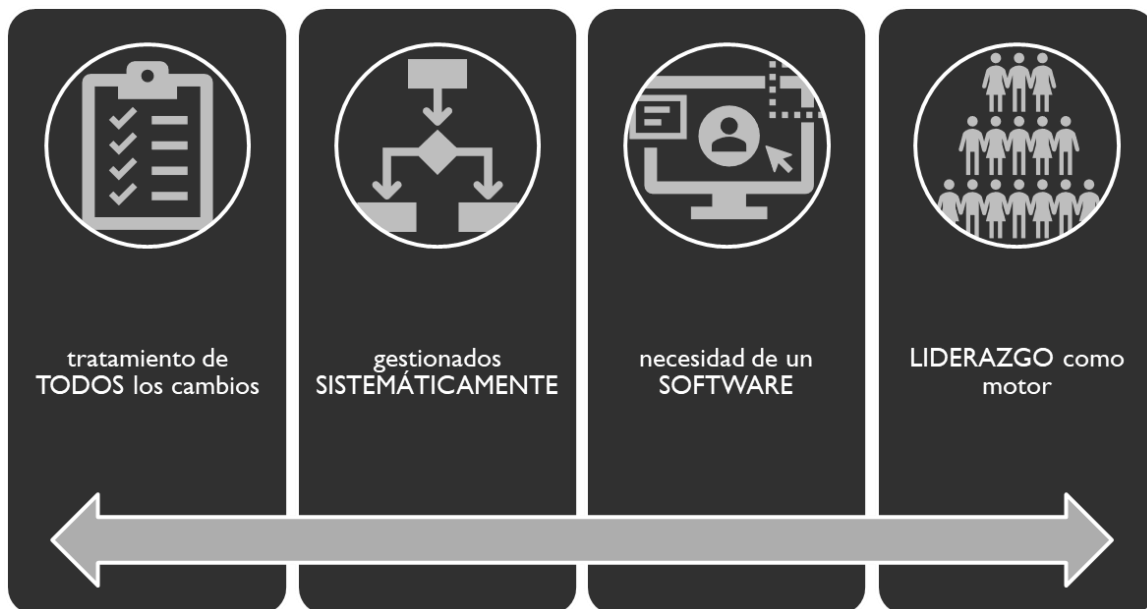 tratamiento de
TODOS los cambios
gestionados
SISTEMÁTICAMENTE
necesidad de un
SOFTWARE
LIDERAZGO como
motor